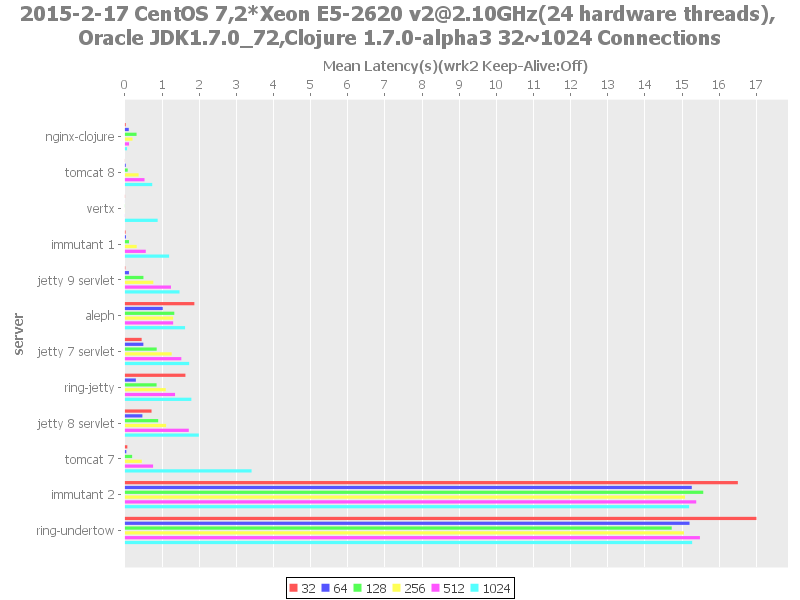 2015-2-17 CentOS 7,2*Xeon E5-2620 v2@2.10GHz(24 hardware threads),
Oracle JDK1.7.0_72,Clojure 1.7.0-alpha3 32~1024 Connections
Mean Latency(s)(wrk2 Keep-Alive:Off)
0 1 2 3 4 5 6 7 8 9 10 11 12 13 14 15 16 17
server
nginx-clojure
tomcat 8
vertx
immutant 1
jetty 9 servlet
aleph
jetty 7 servlet
ring-jetty
jetty 8 servlet
tomcat 7
immutant 2
ring-undertow
32 64 128 256 512 1024